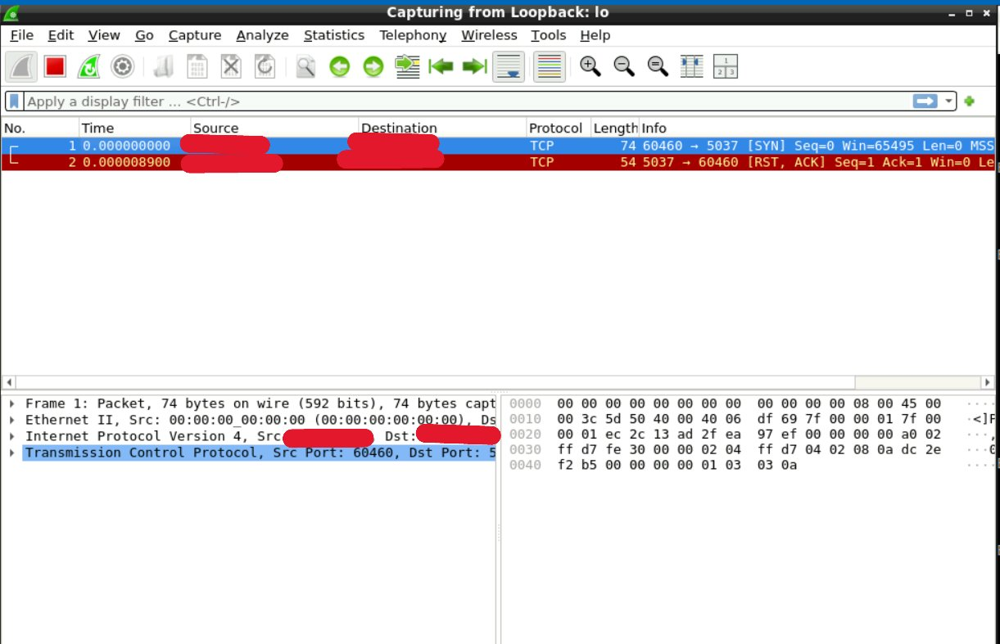 Capturing from Loopback: lo
File Edit View Go Capture Analyze Statistics Telephony Wireless Tools Help
Apply a display filter … <Ctrl-/>
No. Time Source Destination Protocol Length Info
1 0.000000000 TCP 74 60460 → 5037 [SYN] Seq=0 Win=65495 Len=0 MSS
2 0.000008900 TCP 54 5037 → 60460 [RST, ACK] Seq=1 Ack=1 Win=0 Le
Frame 1: Packet, 74 bytes on wire (592 bits), 74 bytes capt
Ethernet II, Src: 00:00:00_00:00:00 (00:00:00:00:00:00), Ds
Internet Protocol Version 4, Src Dst:
Transmission Control Protocol, Src Port: 60460, Dst Port: 5
0000 00 00 00 00 00 00 00 00 00 00 00 00 08 00 45 00 ····
0010 00 3c 5d 50 40 00 40 06 df 69 7f 00 00 01 7f 00 ·<]P
0020 00 01 ec 2c 13 ad 2f ea 97 ef 00 00 00 00 a0 02 ···,
0030 ff d7 fe 30 00 00 02 04 ff d7 04 02 08 0a dc 2e ···0
0040 f2 b5 00 00 00 00 01 03 03 0a ····